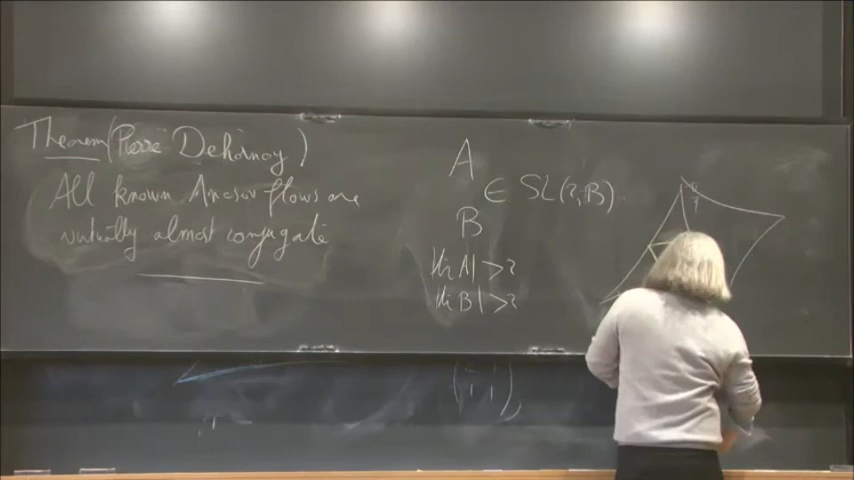 Theorem (Pierre Dehornoy)
All known Anosov flows are
mutually almost conjugate
A
∈ SL(2,
B
|tr A| > 2
|tr B| > 2